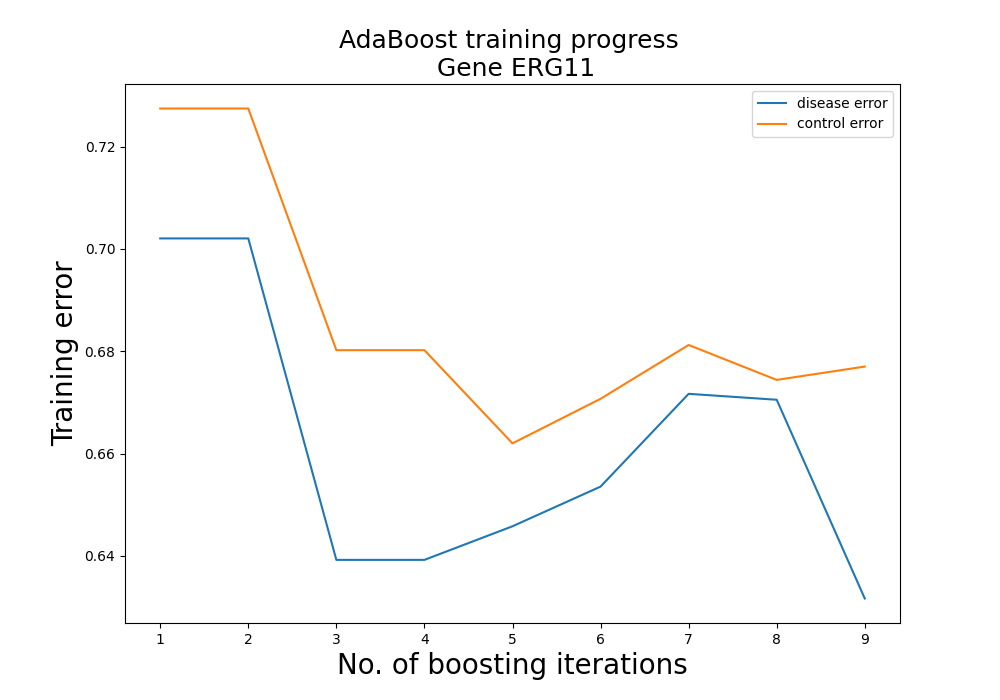 AdaBoost training progress
Gene ERG11
disease error
control error
Training error
0.72
0.70
0.68
0.66
0.64
1 2 3 4 5 6 7 8 9
No. of boosting iterations